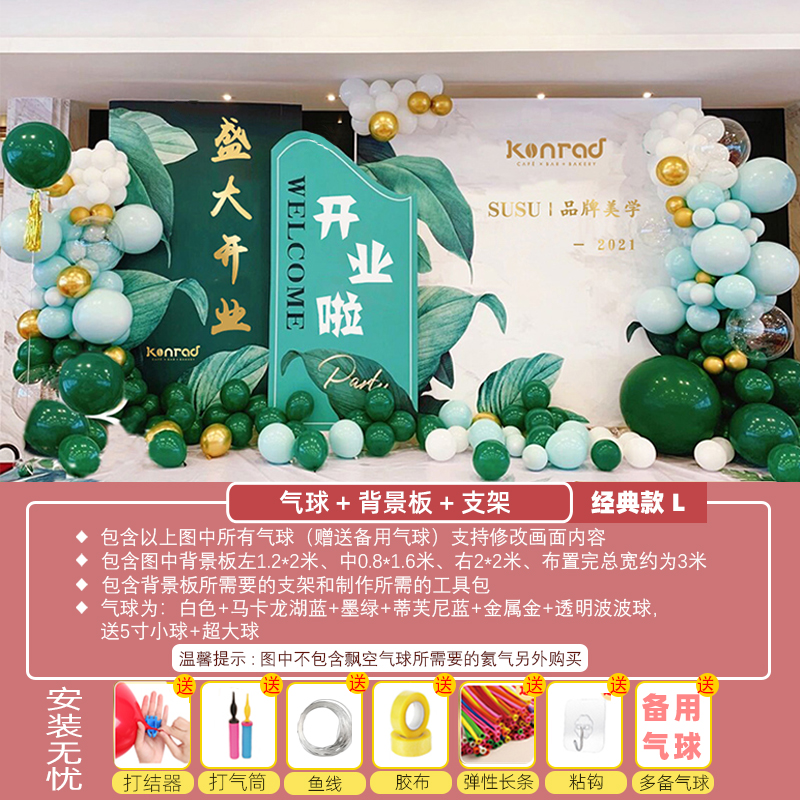 盛大开业
Konrad
CAFE • BAR • BAKERY
WELCOME
开业啦
Konrad
CAFE • BAR • BAKERY
SUSU | 品牌美学
— 2021
气球 + 背景板 + 支架
经典款 L
◆ 包含以上图中所有气球（赠送备用气球）支持修改画面内容
◆ 包含图中背景板左1.2*2米、中0.8*1.6米、右2*2米、布置完总宽约为3米
◆ 包含背景板所需要的支架和制作所需的工具包
◆ 气球为：白色+马卡龙湖蓝+墨绿+蒂芙尼蓝+金属金+透明波波球,
送5寸小球+超大球
温馨提示 : 图中不包含飘空气球所需要的氦气另外购买
安装无忧
送
打结器
送
打气筒
送
鱼线
送
胶布
送
弹性长条
送
粘钩
送
备用
气球
多备气球